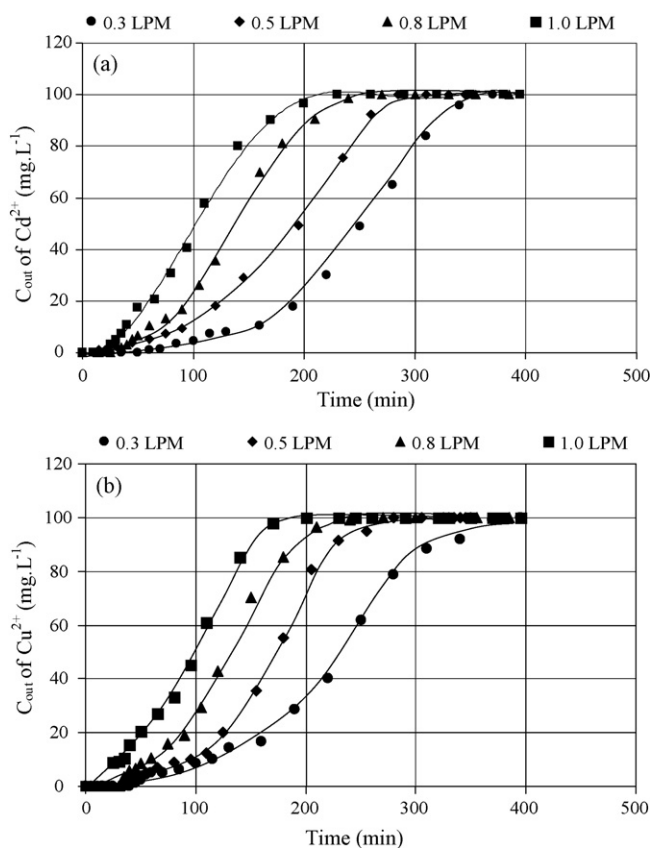 ● 0.3 LPM ◆ 0.5 LPM ▲ 0.8 LPM ■ 1.0 LPM
(a)
C_out of Cd²⁺ (mg.L⁻¹)
120
100
80
60
40
20
0
0 100 200 300 400 500
Time (min)
● 0.3 LPM ◆ 0.5 LPM ▲ 0.8 LPM ■ 1.0 LPM
(b)
C_out of Cu²⁺ (mg.L⁻¹)
120
100
80
60
40
20
0
0 100 200 300 400 500
Time (min)